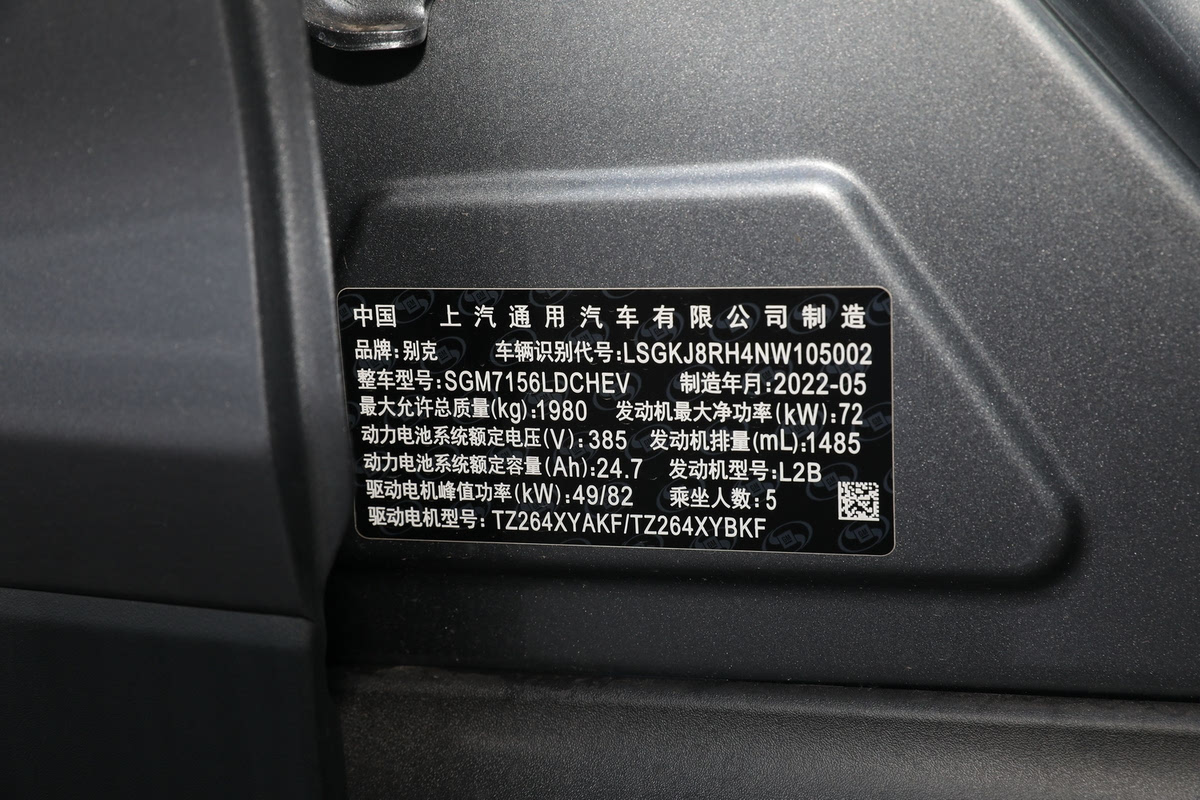 中国 上汽通用汽车有限公司制造
品牌:别克 车辆识别代号:LSGKJ8RH4NW105002
整车型号:SGM7156LDCHEV 制造年月:2022-05
最大允许总质量(kg):1980 发动机最大净功率(kW):72
动力电池系统额定电压(V):385 发动机排量(mL):1485
动力电池系统额定容量(Ah):24.7 发动机型号:L2B
驱动电机峰值功率(kW):49/82 乘坐人数:5
驱动电机型号:TZ264XYAKF/TZ264XYBKF